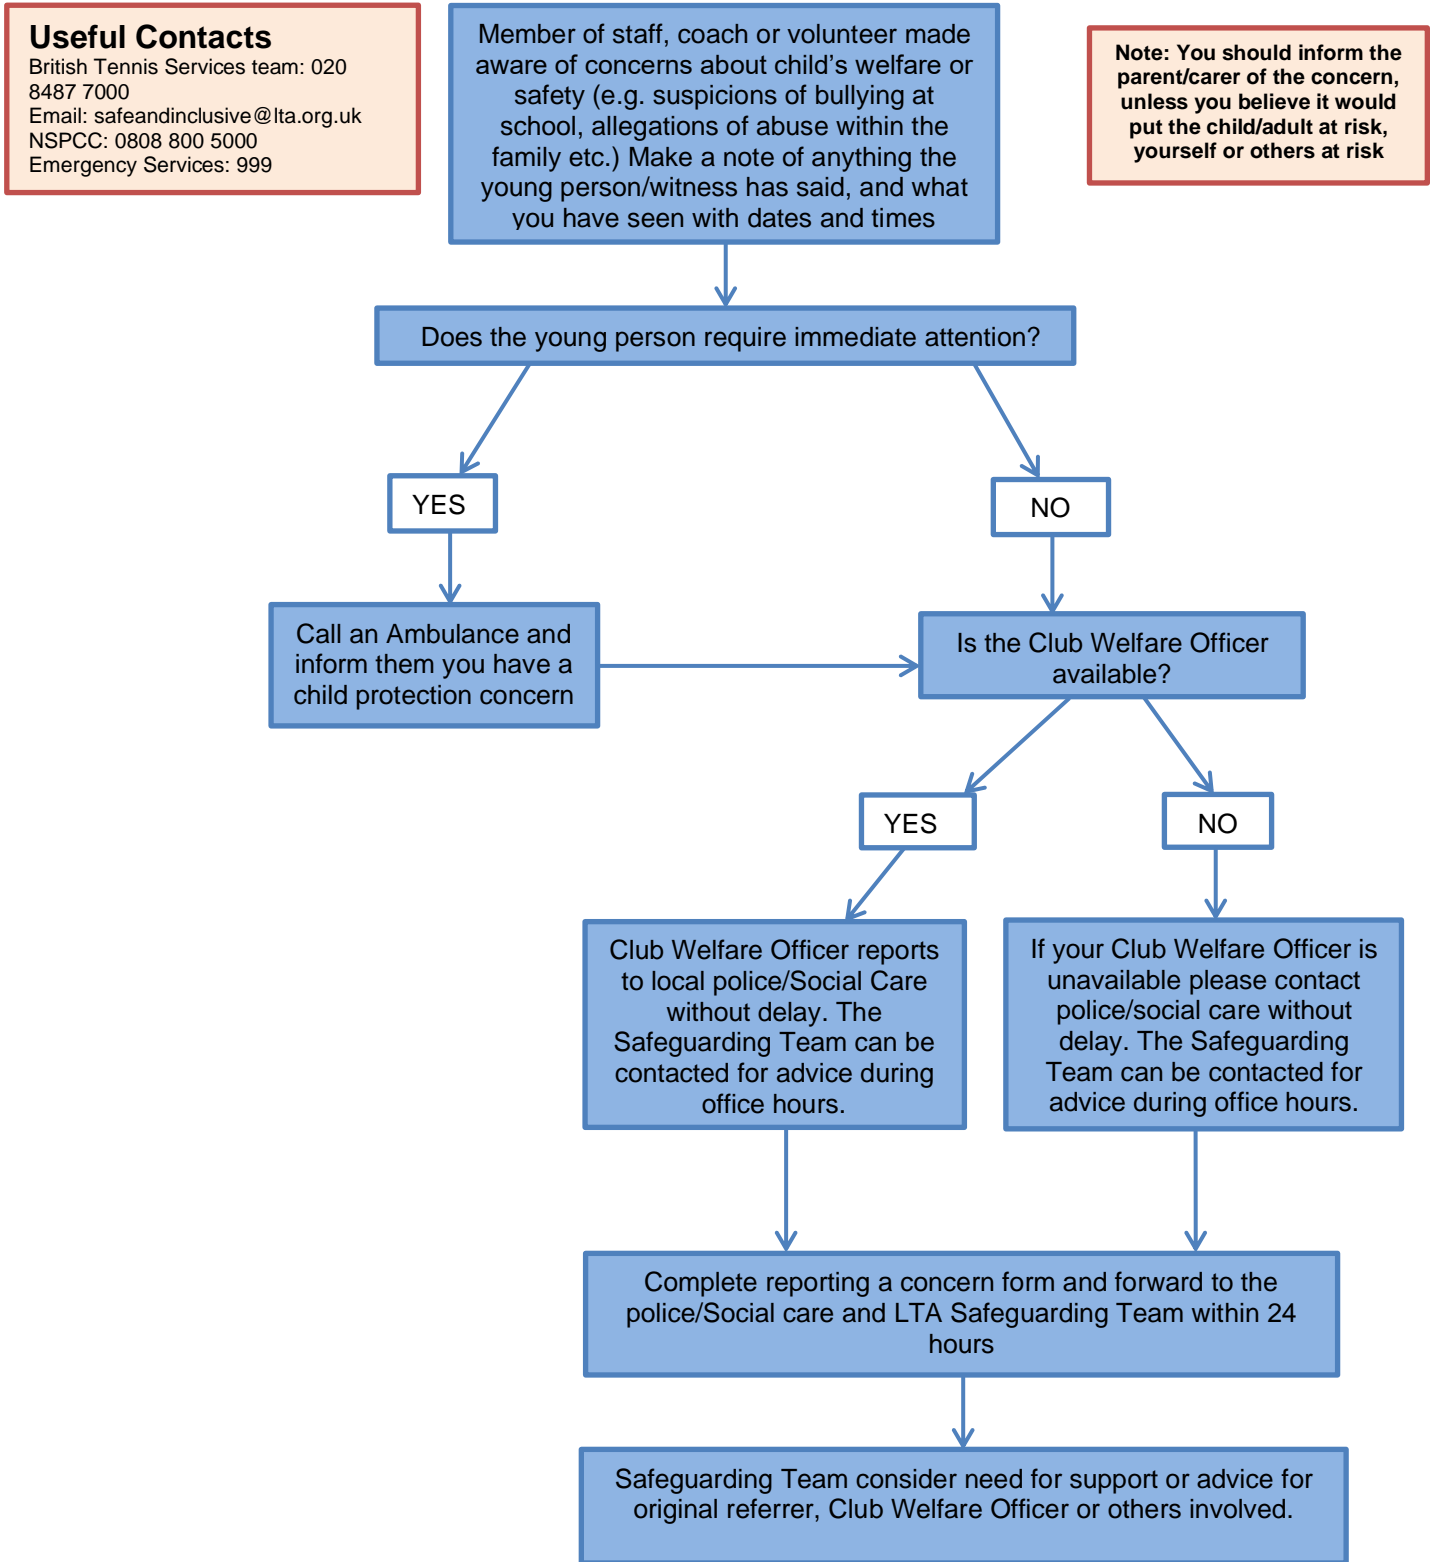 Useful Contacts
British Tennis Services team: 020
8487 7000
Email: safeandinclusive@lta.org.uk
NSPCC: 0808 800 5000
Emergency Services: 999
Member of staff, coach or volunteer made
aware of concerns about child’s welfare or
safety (e.g. suspicions of bullying at
school, allegations of abuse within the
family etc.) Make a note of anything the
young person/witness has said, and what
you have seen with dates and times
Note: You should inform the
parent/carer of the concern,
unless you believe it would
put the child/adult at risk,
yourself or others at risk
Does the young person require immediate attention?
YES
NO
Call an Ambulance and
inform them you have a
child protection concern
Is the Club Welfare Officer
available?
YES
NO
Club Welfare Officer reports
to local police/Social Care
without delay. The
Safeguarding Team can be
contacted for advice during
office hours.
If your Club Welfare Officer is
unavailable please contact
police/social care without
delay. The Safeguarding
Team can be contacted for
advice during office hours.
Complete reporting a concern form and forward to the
police/Social care and LTA Safeguarding Team within 24
hours
Safeguarding Team consider need for support or advice for
original referrer, Club Welfare Officer or others involved.